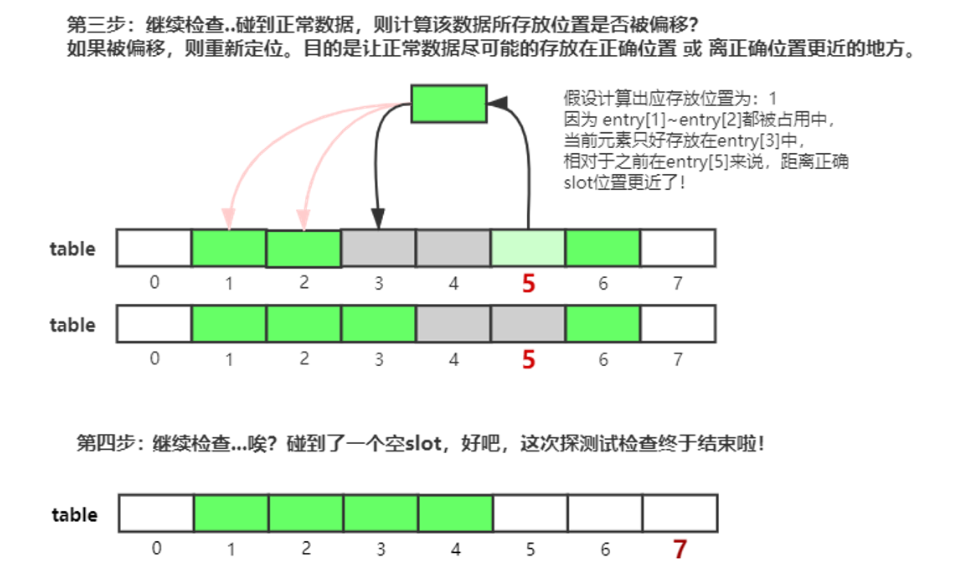 第三步：继续检查..碰到正常数据，则计算该数据所存放位置是否被偏移？
如果被偏移，则重新定位。目的是让正常数据尽可能的存放在正确位置 或 离正确位置更近的地方。
假设计算出应存放位置为：1
因为 entry[1]~entry[2]都被占用中，
当前元素只好存放在entry[3]中，
相对于之前在entry[5]来说，距离正确
slot位置更近了！
table
0 1 2 3 4 5 6 7
table
0 1 2 3 4 5 6 7
第四步：继续检查...唉？碰到了一个空slot，好吧，这次探测试检查终于结束啦！
table
0 1 2 3 4 5 6 7